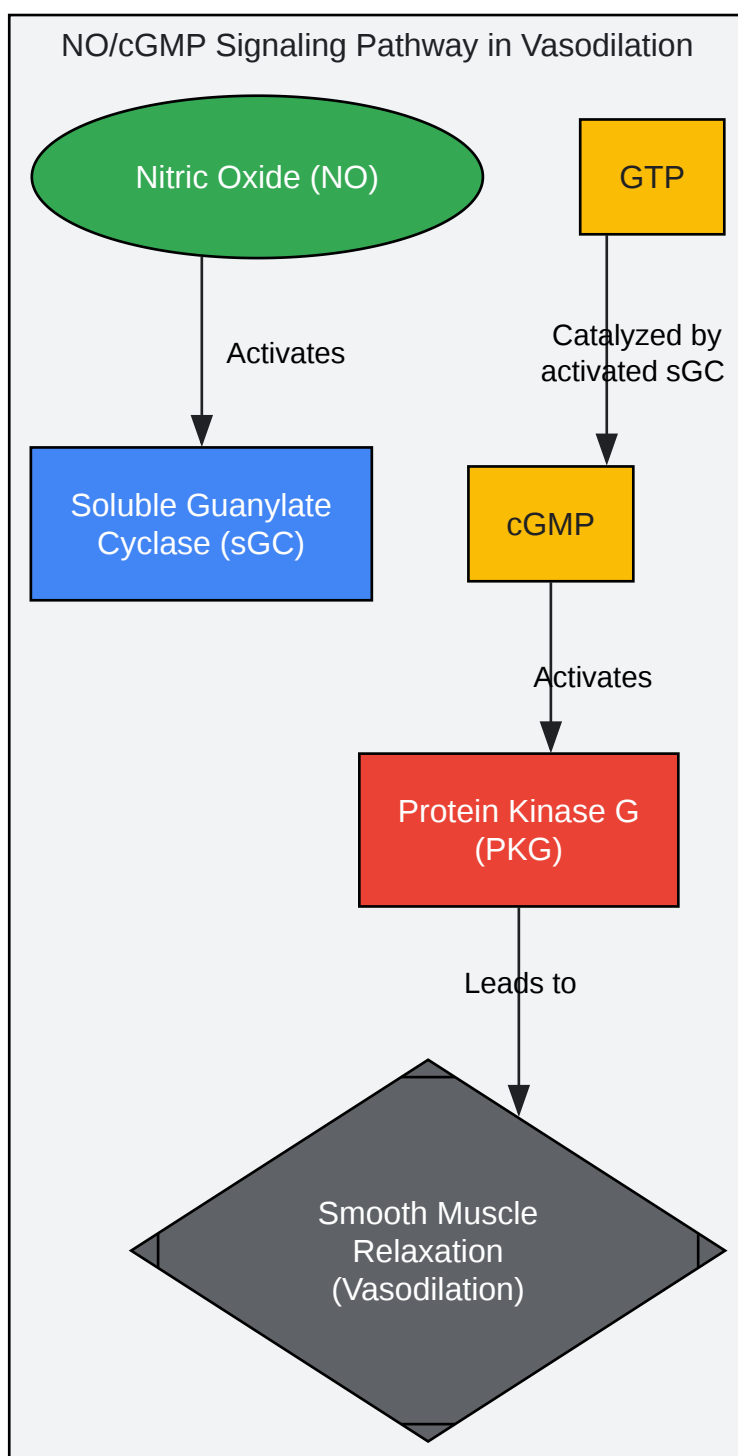 NO/cGMP Signaling Pathway in Vasodilation
Nitric Oxide (NO)
GTP
Activates
Catalyzed by
activated sGC
Soluble Guanylate
Cyclase (sGC)
cGMP
Activates
Protein Kinase G
(PKG)
Leads to
Smooth Muscle
Relaxation
(Vasodilation)